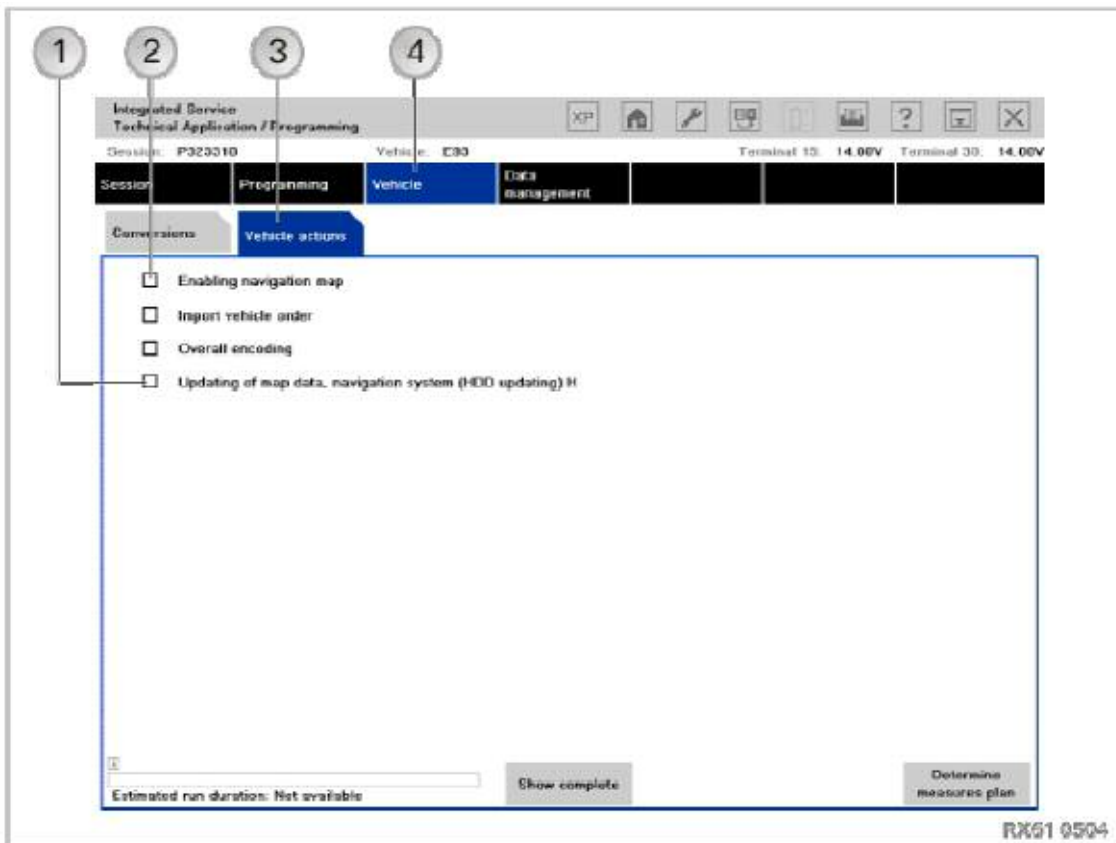 1 2 3 4
Integrated Service
Technical Application / Programming
XP ?
Session: P323310 Vehicle: E93 Terminal 15: 14.00V Terminal 30: 14.00V
Session Programming Vehicle Data
management
Conversions Vehicle actions
Enabling navigation map
Import vehicle order
Overall encoding
Updating of map data, navigation system (HDD updating) H
i
Estimated run duration: Not available
Show complete
Determine
measures plan
RX61 0504